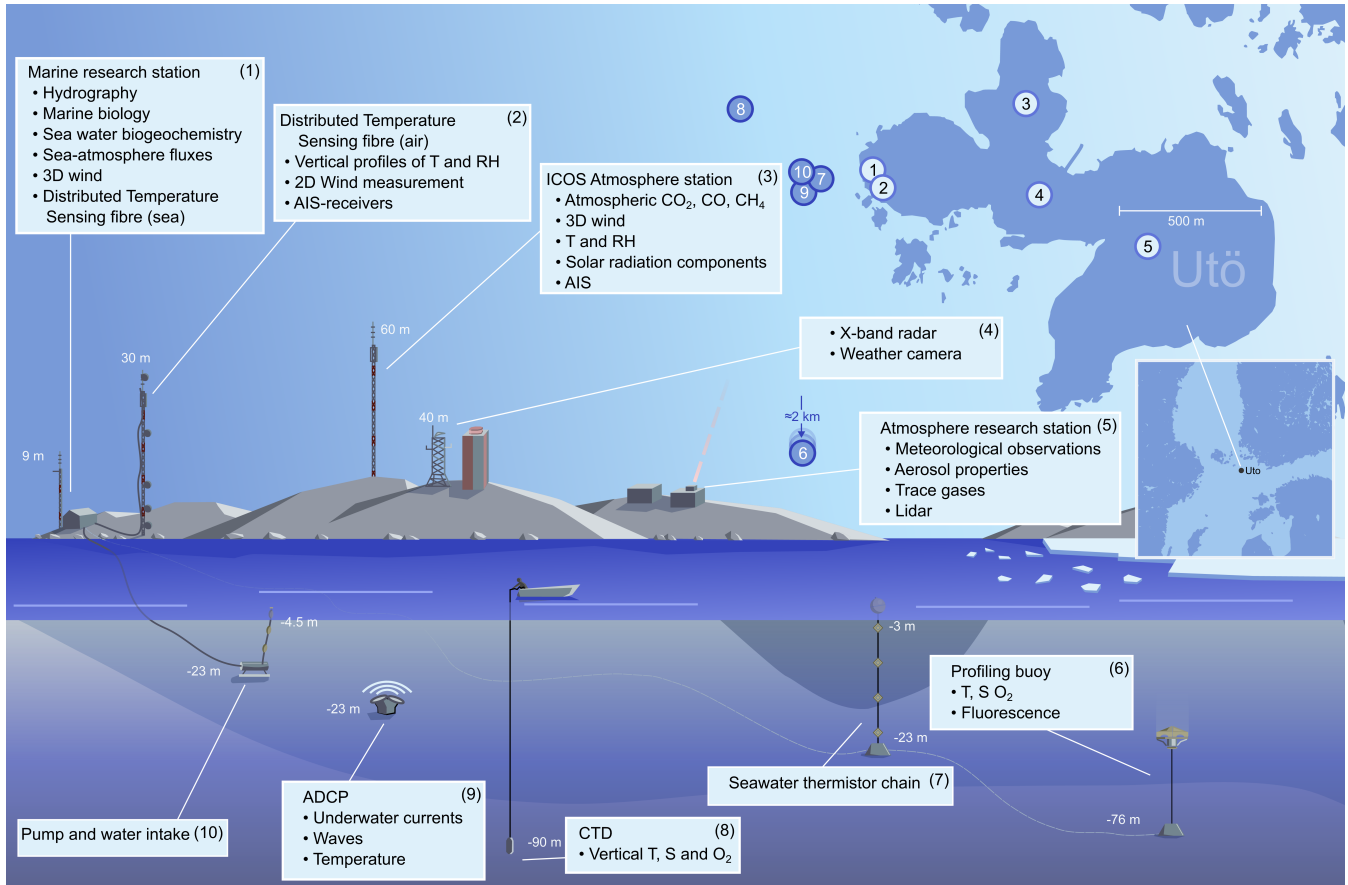 Marine research station (1)
• Hydrography
• Marine biology
• Sea water biogeochemistry
• Sea-atmosphere fluxes
• 3D wind
• Distributed Temperature
Sensing fibre (sea)
Distributed Temperature (2)
Sensing fibre (air)
• Vertical profiles of T and RH
• 2D Wind measurement
• AIS-receivers
ICOS Atmosphere station (3)
• Atmospheric CO₂, CO, CH₄
• 3D wind
• T and RH
• Solar radiation components
• AIS
8
3
10
7
9
1
2
4
500 m
5
Utö
• X-band radar (4)
• Weather camera
60 m
30 m
40 m
9 m
≈2 km
6
Atmosphere research station (5)
• Meteorological observations
• Aerosol properties
• Trace gases
• Lidar
Uto
-4.5 m
-23 m
-23 m
-3 m
-23 m
Profiling buoy (6)
• T, S O₂
• Fluorescence
Seawater thermistor chain (7)
-76 m
ADCP (9)
• Underwater currents
• Waves
• Temperature
Pump and water intake (10)
-90 m
CTD (8)
• Vertical T, S and O₂